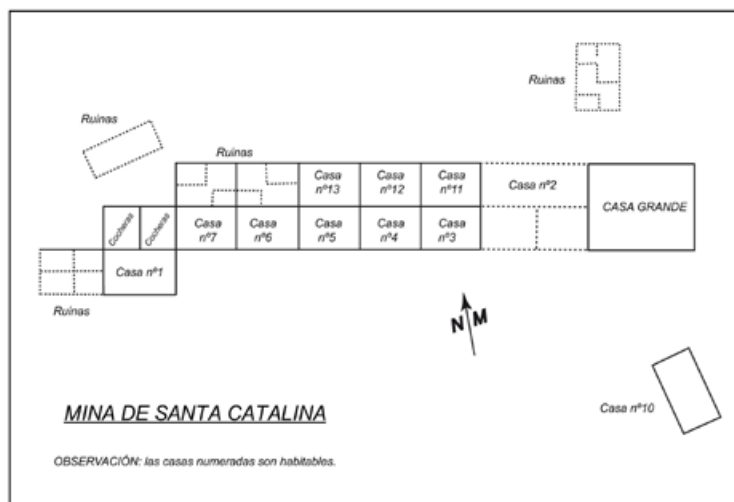 Ruinas
Ruinas
Ruinas
Casa
nº13
Casa
nº12
Casa
nº11
Casa nº2
CASA GRANDE
Cocheras
Cocheras
Casa
nº7
Casa
nº6
Casa
nº5
Casa
nº4
Casa
nº3
Casa nº1
Ruinas
N M
Casa nº10
MINA DE SANTA CATALINA
OBSERVACIÓN: las casas numeradas son habitables.